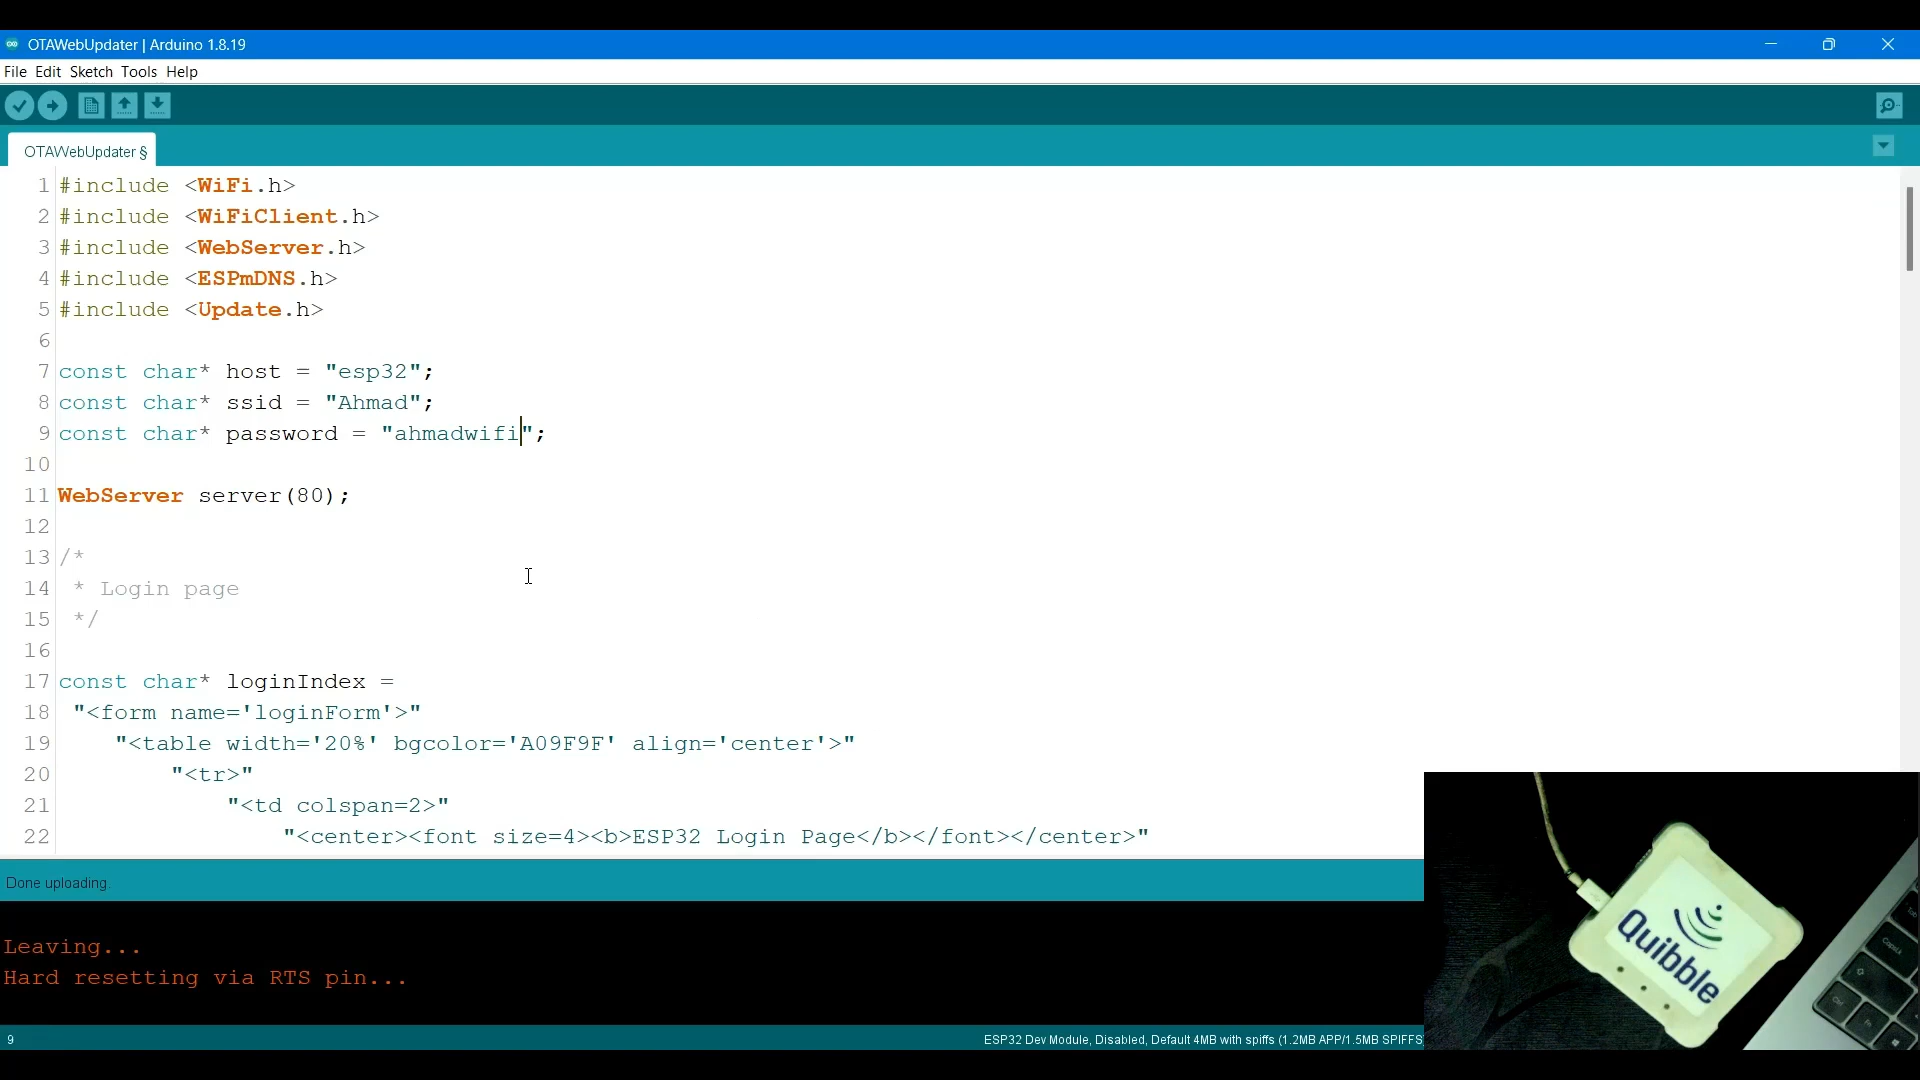 OTAWebUpdater | Arduino 1.8.19
File Edit Sketch Tools Help
OTAWebUpdater §
1 #include <WiFi.h>
2 #include <WiFiClient.h>
3 #include <WebServer.h>
4 #include <ESPmDNS.h>
5 #include <Update.h>
6
7 const char* host = "esp32";
8 const char* ssid = "Ahmad";
9 const char* password = "ahmadwifi";
10
11 WebServer server(80);
12
13 /*
14  * Login page
15  */
16
17 const char* loginIndex =
18  "<form name='loginForm'>"
19     "<table width='20%' bgcolor='A09F9F' align='center'>"
20         "<tr>"
21             "<td colspan=2>"
22                 "<center><font size=4><b>ESP32 Login Page</b></font></center>"
Done uploading.
Leaving...
Hard resetting via RTS pin...
9
ESP32 Dev Module, Disabled, Default 4MB with spiffs (1.2MB APP/1.5MB SPIFFS
Quibble